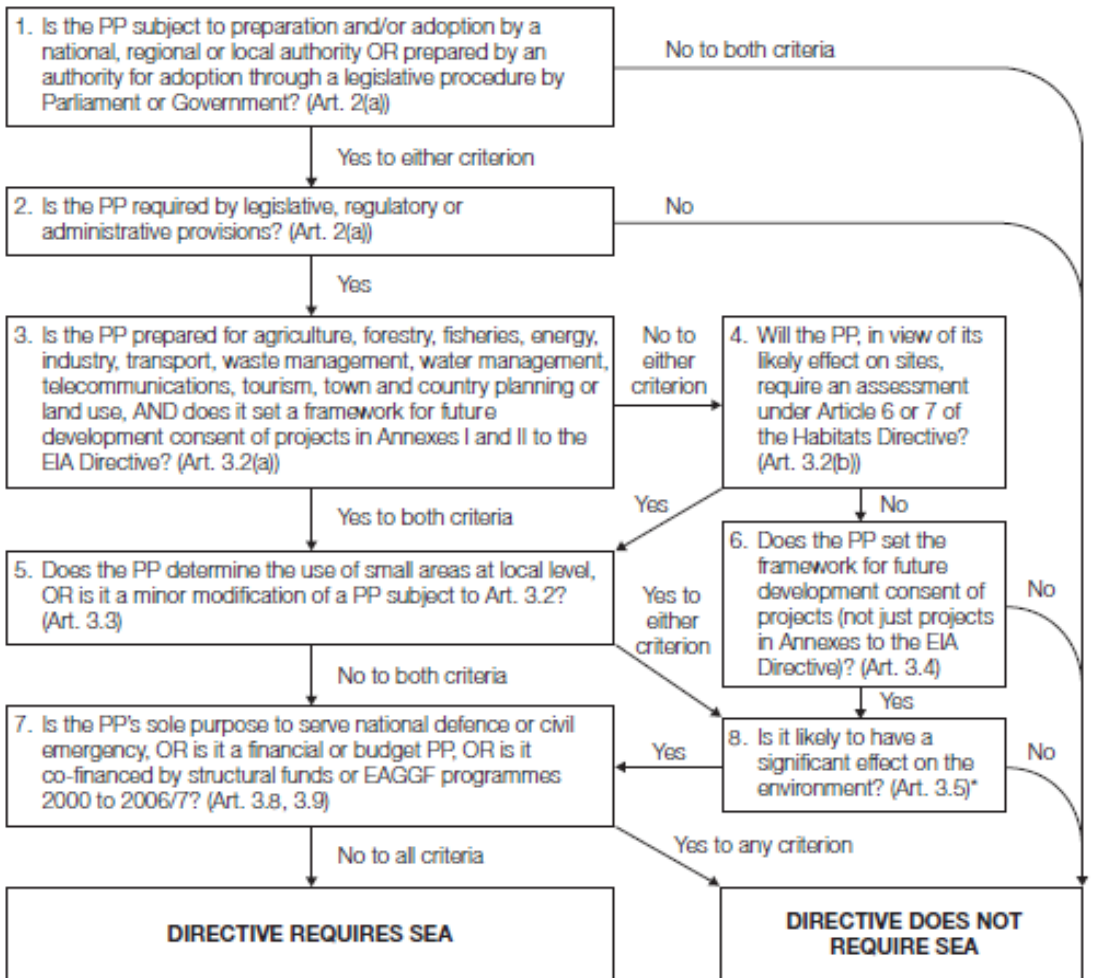 1. Is the PP subject to preparation and/or adoption by a
national, regional or local authority OR prepared by an
authority for adoption through a legislative procedure by
Parliament or Government? (Art. 2(a))
No to both criteria
Yes to either criterion
2. Is the PP required by legislative, regulatory or
administrative provisions? (Art. 2(a))
No
Yes
3. Is the PP prepared for agriculture, forestry, fisheries, energy,
industry, transport, waste management, water management,
telecommunications, tourism, town and country planning or
land use, AND does it set a framework for future
development consent of projects in Annexes I and II to the
EIA Directive? (Art. 3.2(a))
No to
either
criterion
4. Will the PP, in view of its
likely effect on sites,
require an assessment
under Article 6 or 7 of
the Habitats Directive?
(Art. 3.2(b))
Yes to both criteria
Yes
No
5. Does the PP determine the use of small areas at local level,
OR is it a minor modification of a PP subject to Art. 3.2?
(Art. 3.3)
Yes to
either
criterion
6. Does the PP set the
framework for future
development consent of
projects (not just projects
in Annexes to the EIA
Directive)? (Art. 3.4)
No
No to both criteria
Yes
7. Is the PP's sole purpose to serve national defence or civil
emergency, OR is it a financial or budget PP, OR is it
co-financed by structural funds or EAGGF programmes
2000 to 2006/7? (Art. 3.8, 3.9)
Yes
8. Is it likely to have a
significant effect on the
environment? (Art. 3.5)*
No
No to all criteria
Yes to any criterion
DIRECTIVE REQUIRES SEA
DIRECTIVE DOES NOT
REQUIRE SEA